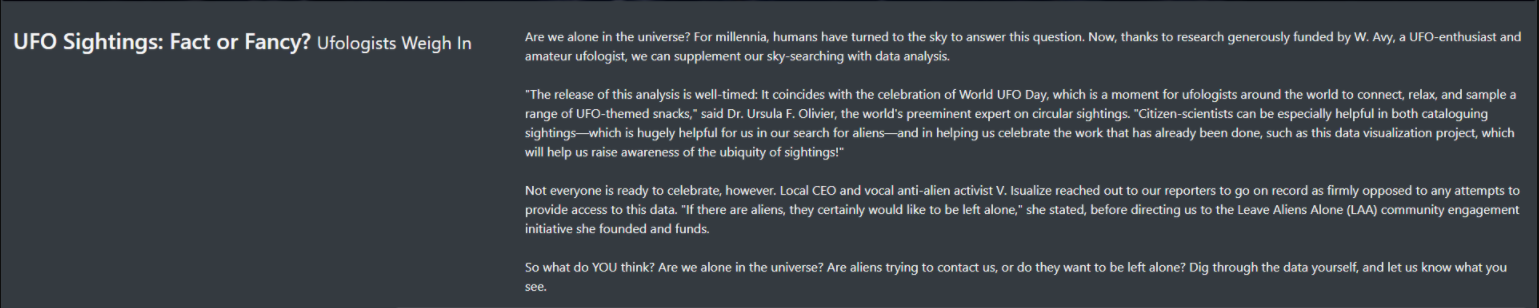 UFO Sightings: Fact or Fancy? Ufologists Weigh In
Are we alone in the universe? For millennia, humans have turned to the sky to answer this question. Now, thanks to research generously funded by W. Avy, a UFO-enthusiast and
amateur ufologist, we can supplement our sky-searching with data analysis.
"The release of this analysis is well-timed: It coincides with the celebration of World UFO Day, which is a moment for ufologists around the world to connect, relax, and sample a
range of UFO-themed snacks," said Dr. Ursula F. Olivier, the world's preeminent expert on circular sightings. "Citizen-scientists can be especially helpful in both cataloguing
sightings—which is hugely helpful for us in our search for aliens—and in helping us celebrate the work that has already been done, such as this data visualization project, which
will help us raise awareness of the ubiquity of sightings!"
Not everyone is ready to celebrate, however. Local CEO and vocal anti-alien activist V. Isualize reached out to our reporters to go on record as firmly opposed to any attempts to
provide access to this data. "If there are aliens, they certainly would like to be left alone," she stated, before directing us to the Leave Aliens Alone (LAA) community engagement
initiative she founded and funds.
So what do YOU think? Are we alone in the universe? Are aliens trying to contact us, or do they want to be left alone? Dig through the data yourself, and let us know what you
see.